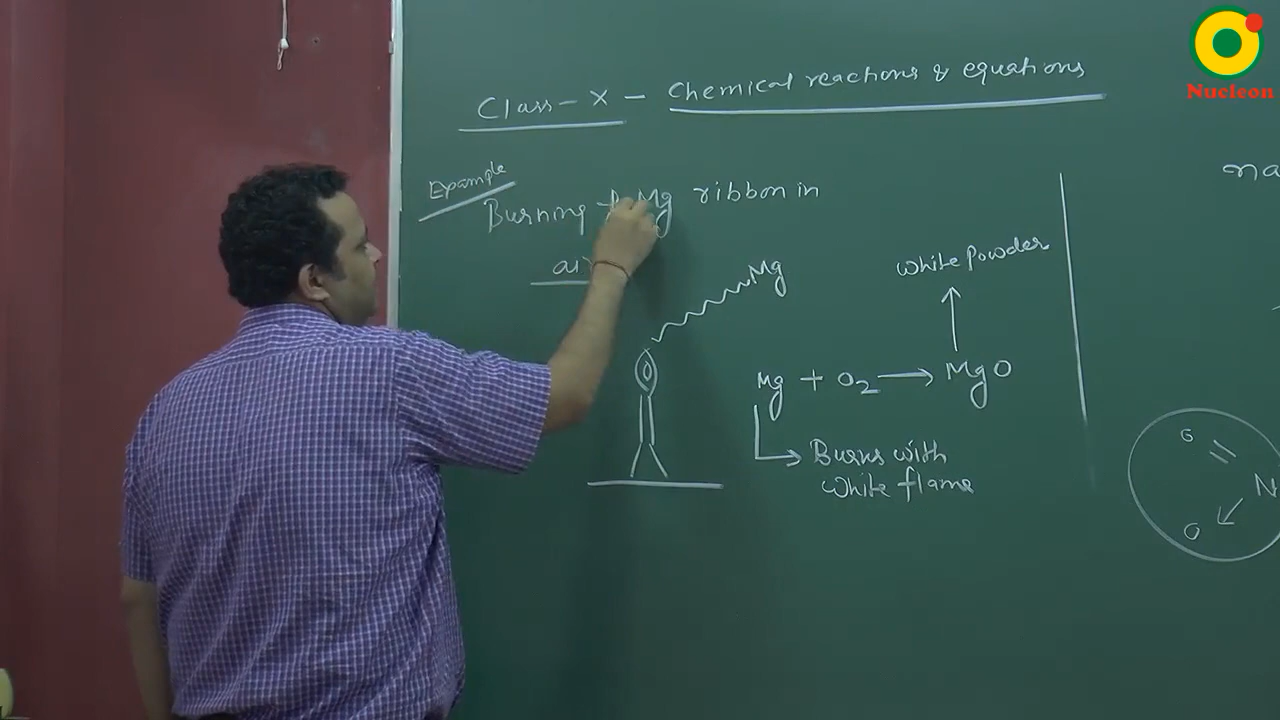 Nucleon
Class - X - Chemical reactions & equations
Example
Burning Mg ribbon in
Mg
White Powder
Mg + O2 → MgO
Burns with
White flame
O
N
O